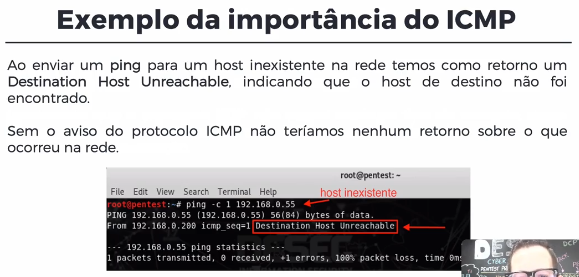 Exemplo da importância do ICMP
Ao enviar um ping para um host inexistente na rede temos como retorno um
Destination Host Unreachable, indicando que o host de destino não foi
encontrado.
Sem o aviso do protocolo ICMP não teríamos nenhum retorno sobre o que
ocorreu na rede.
root@pentest: ~
File Edit View Search Terminal Help
host inexistente
root@pentest:~# ping -c 1 192.168.0.55
PING 192.168.0.55 (192.168.0.55) 56(84) bytes of data.
From 192.168.0.200 icmp_seq=1 Destination Host Unreachable
--- 192.168.0.55 ping statistics ---
1 packets transmitted, 0 received, +1 errors, 100% packet loss, time 0ms
DE
CYBER
PENTEST